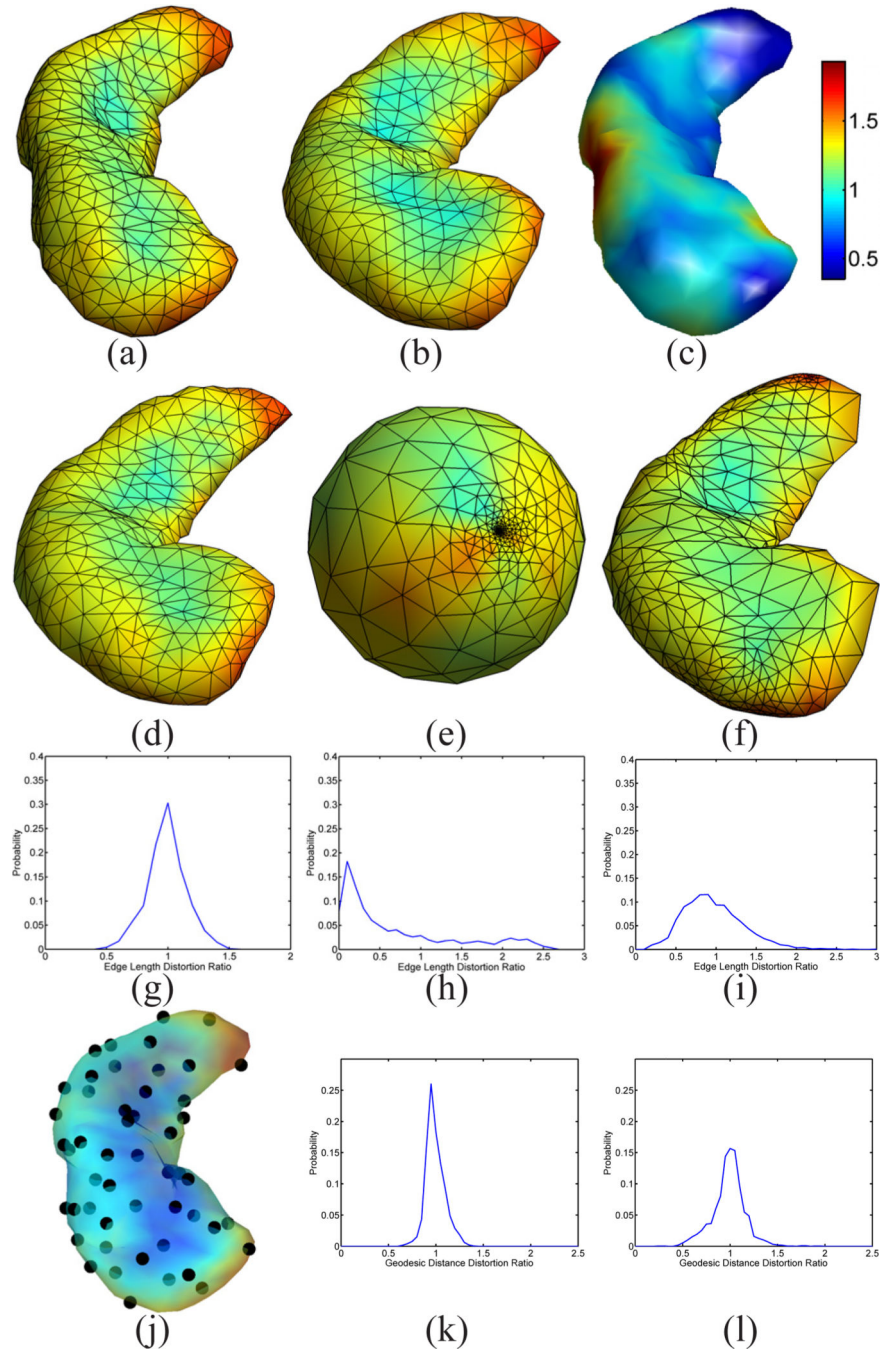 1.5
1
0.5
(a)
(b)
(c)
(d)
(e)
(f)
0.4
0.35
0.3
0.25
0.2
0.15
0.1
0.05
0
Probability
0 0.5 1 1.5 2
Edge Length Distortion Ratio
(g)
0.4
0.35
0.3
0.25
0.2
0.15
0.1
0.05
0
Probability
0 0.5 1 1.5 2 2.5 3
Edge Length Distortion Ratio
(h)
0.4
0.35
0.3
0.25
0.2
0.15
0.1
0.05
0
Probability
0 0.5 1 1.5 2 2.5 3
Edge Length Distortion Ratio
(i)
(j)
0.25
0.2
0.15
0.1
0.05
0
Probability
0 0.5 1 1.5 2 2.5
Geodesic Distance Distortion Ratio
(k)
0.25
0.2
0.15
0.1
0.05
0
Probability
0 0.5 1 1.5 2 2.5
Geodesic Distance Distortion Ratio
(l)